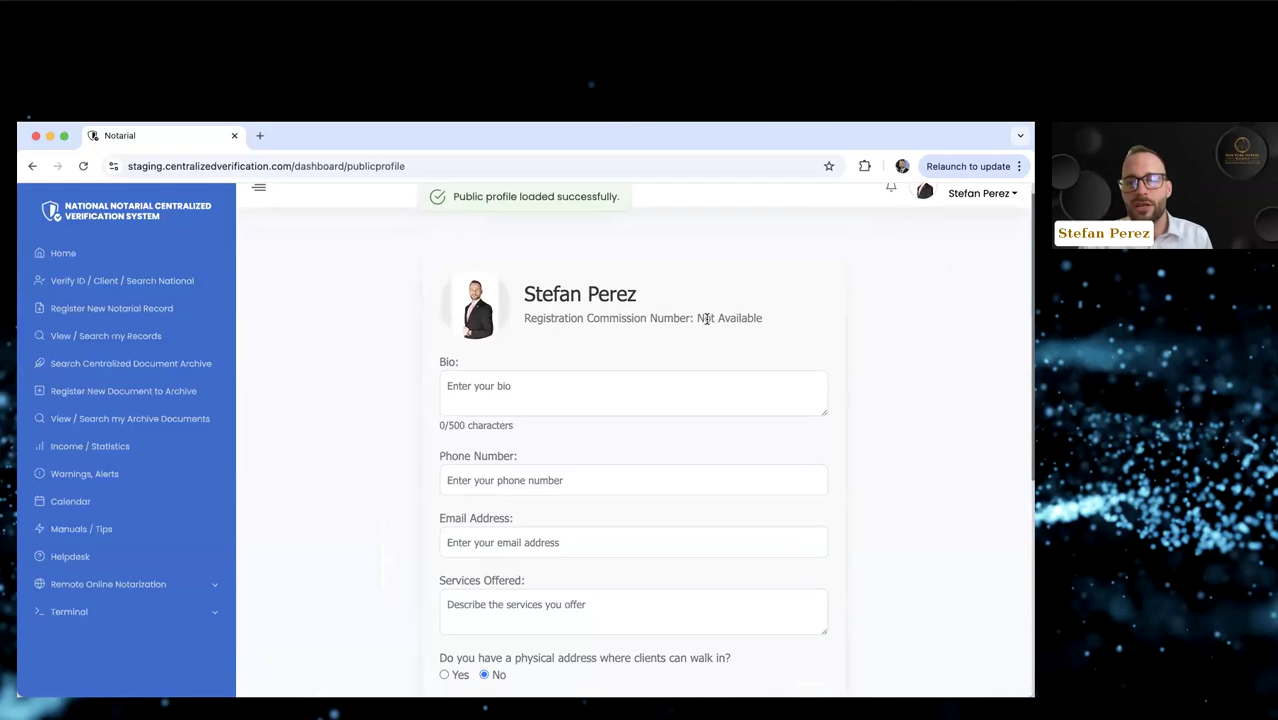 Notarial
staging.centralizedverification.com/dashboard/publicprofile
Relaunch to update
NATIONAL NOTARIAL CENTRALIZED
VERIFICATION SYSTEM
Public profile loaded successfully.
Stefan Perez
Home
Verify ID / Client / Search National
Register New Notarial Record
View / Search my Records
Search Centralized Document Archive
Register New Document to Archive
View / Search my Archive Documents
Income / Statistics
Warnings, Alerts
Calendar
Manuals / Tips
Helpdesk
Remote Online Notarization
Terminal
Stefan Perez
Registration Commission Number: Not Available
Bio:
Enter your bio
0/500 characters
Phone Number:
Enter your phone number
Email Address:
Enter your email address
Services Offered:
Describe the services you offer
Do you have a physical address where clients can walk in?
Yes No
Stefan Perez